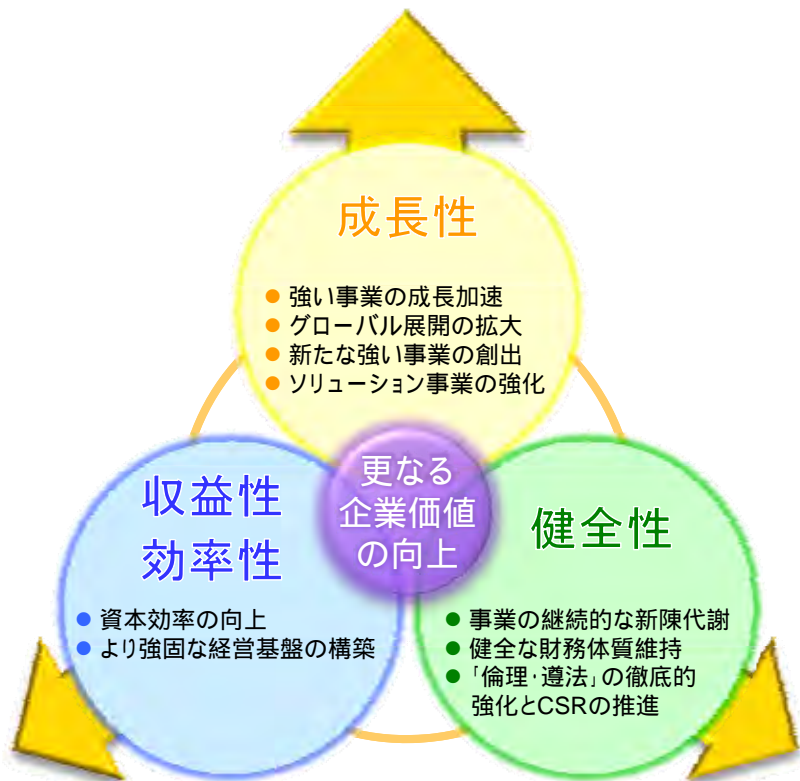 成長性
● 強い事業の成長加速
● グローバル展開の拡大
● 新たな強い事業の創出
● ソリューション事業の強化
更なる
企業価値
の向上
収益性
効率性
● 資本効率の向上
● より強固な経営基盤の構築
健全性
● 事業の継続的な新陳代謝
● 健全な財務体質維持
● 「倫理・遵法」の徹底的
強化とCSRの推進